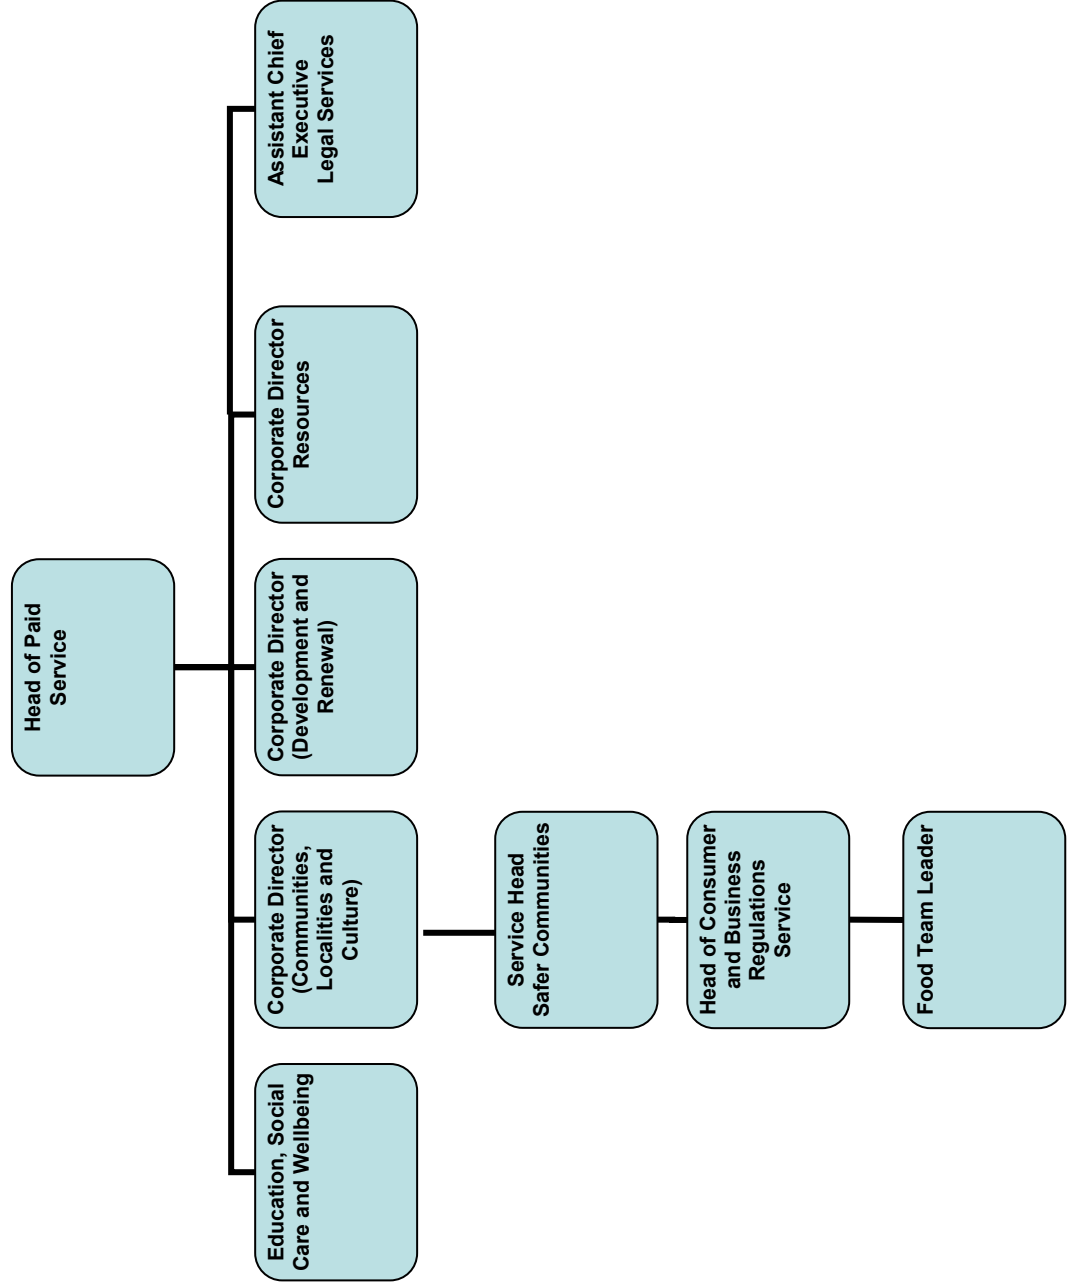 Head of Paid
Service
Education, Social
Care and Wellbeing
Corporate Director
(Communities,
Localities and
Culture)
Corporate Director
(Development and
Renewal)
Corporate Director
Resources
Assistant Chief
Executive
Legal Services
Service Head
Safer Communities
Head of Consumer
and Business
Regulations
Service
Food Team Leader